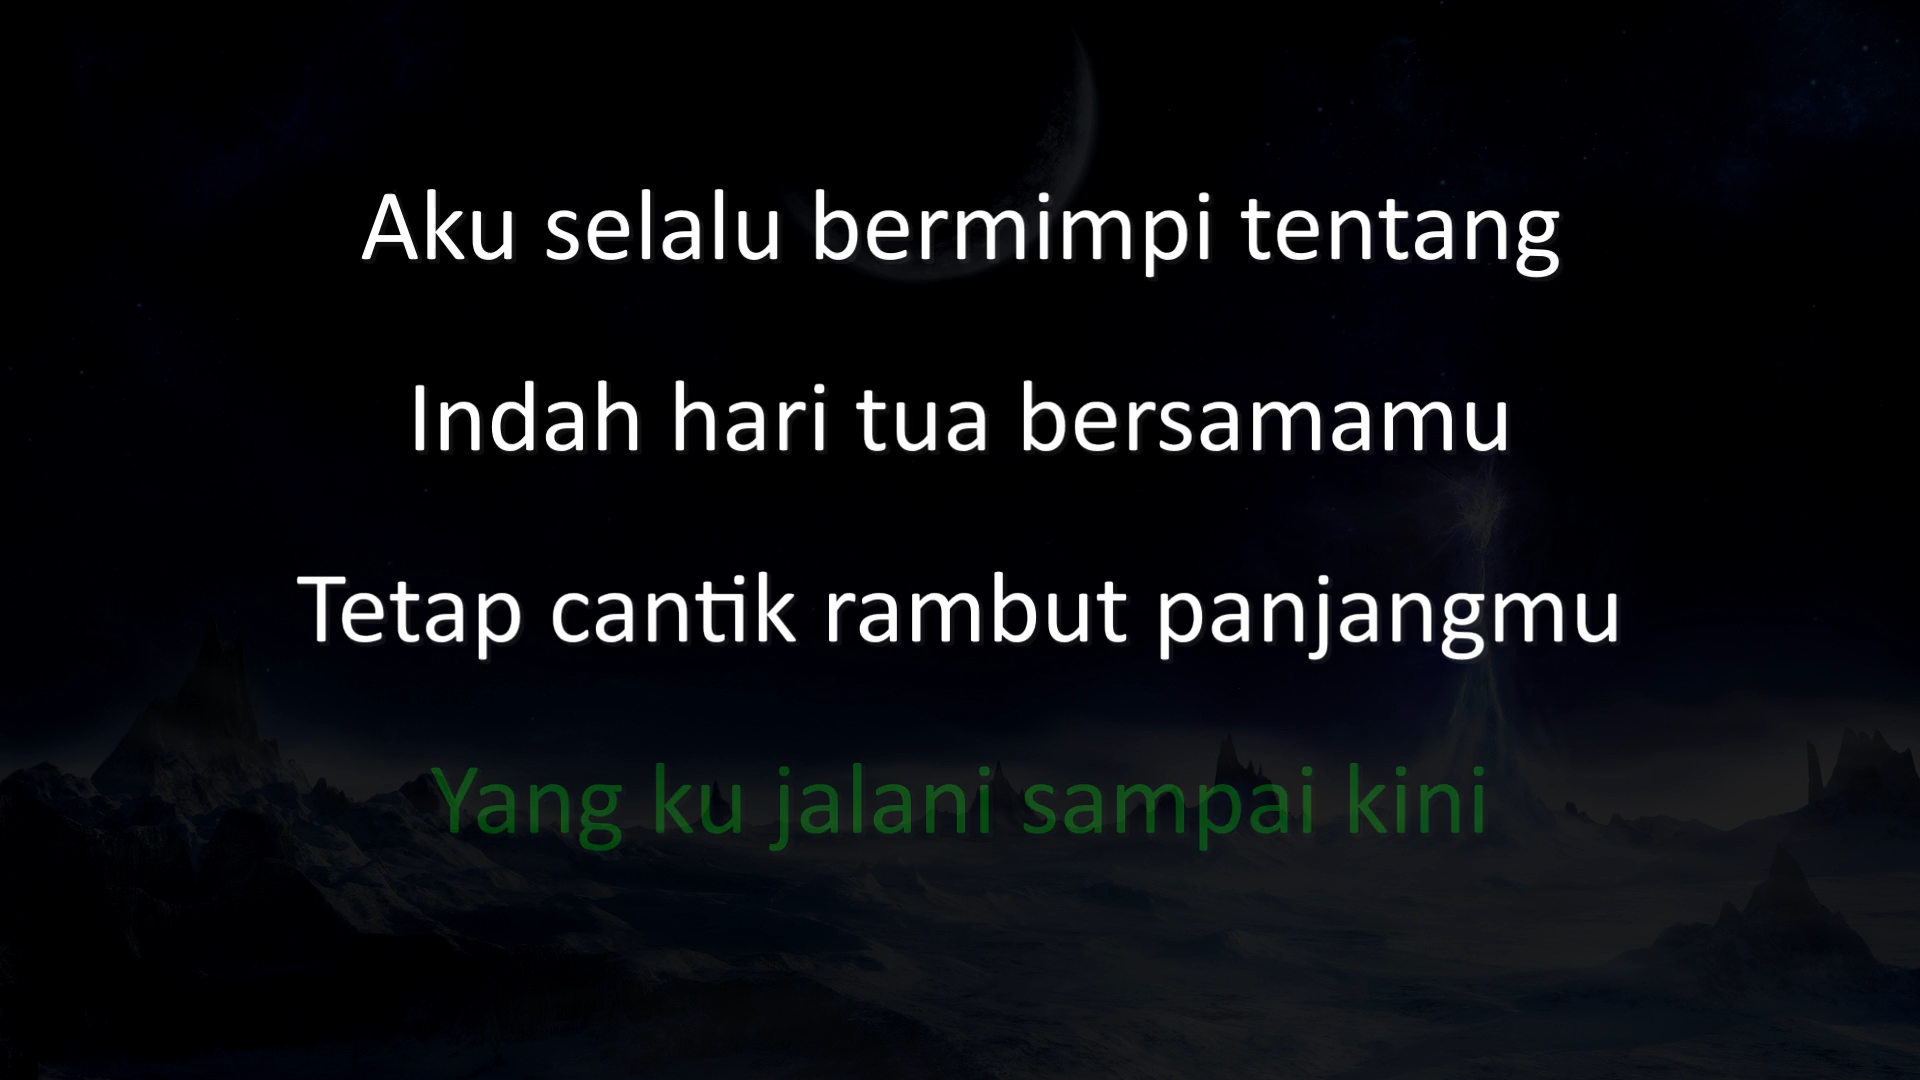 Aku selalu bermimpi tentang
Indah hari tua bersamamu
Tetap cantik rambut panjangmu
Yang ku jalani sampai kini